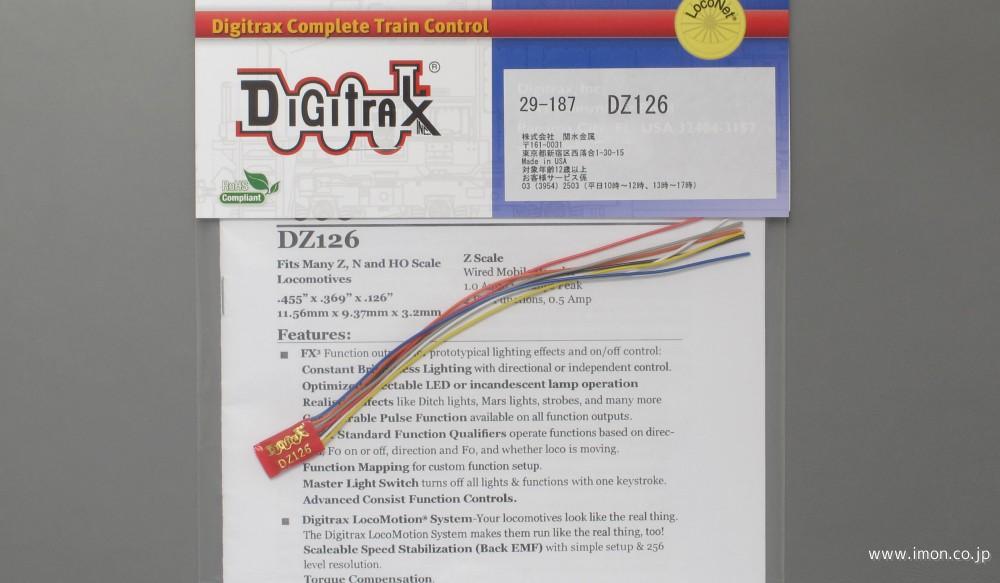 Digitrax Complete Train Control
LocoNet®
DIGITRAX ®
INC.
29-187 DZ126
株式会社 関水金属
〒161-0031
東京都新宿区西落合1-30-15
Made in USA
対象年齢12歳以上
お客様サービス係
03 (3954) 2503 (平日10時〜12時、13時〜17時)
RoHS
Compliant
DZ126
Fits Many Z, N and HO Scale
Locomotives
.455” x .369” x .126”
11.56mm x 9.37mm x 3.2mm
Z Scale
Wired
1.0
0.5 Amp
Features:
FX³ Function prototypical lighting effects and on/off control:
Constant Lighting with directional or independent control.
LED or incandescent lamp operation
like Ditch lights, Mars lights, strobes, and many more
Pulse Function available on all function outputs.
Standard Function Qualifiers operate functions based on direc-
F0 on or off, direction and F0, and whether loco is moving.
Function Mapping for custom function setup.
Master Light Switch turns off all lights & functions with one keystroke.
Advanced Consist Function Controls.
Digitrax LocoMotion® System-Your locomotives look like the real thing.
The Digitrax LocoMotion System makes them run like the real thing, too!
Scaleable Speed Stabilization (Back EMF) with simple setup & 256
level resolution.
Torque Compensation
Digitrax
DZ126
www.imon.co.jp